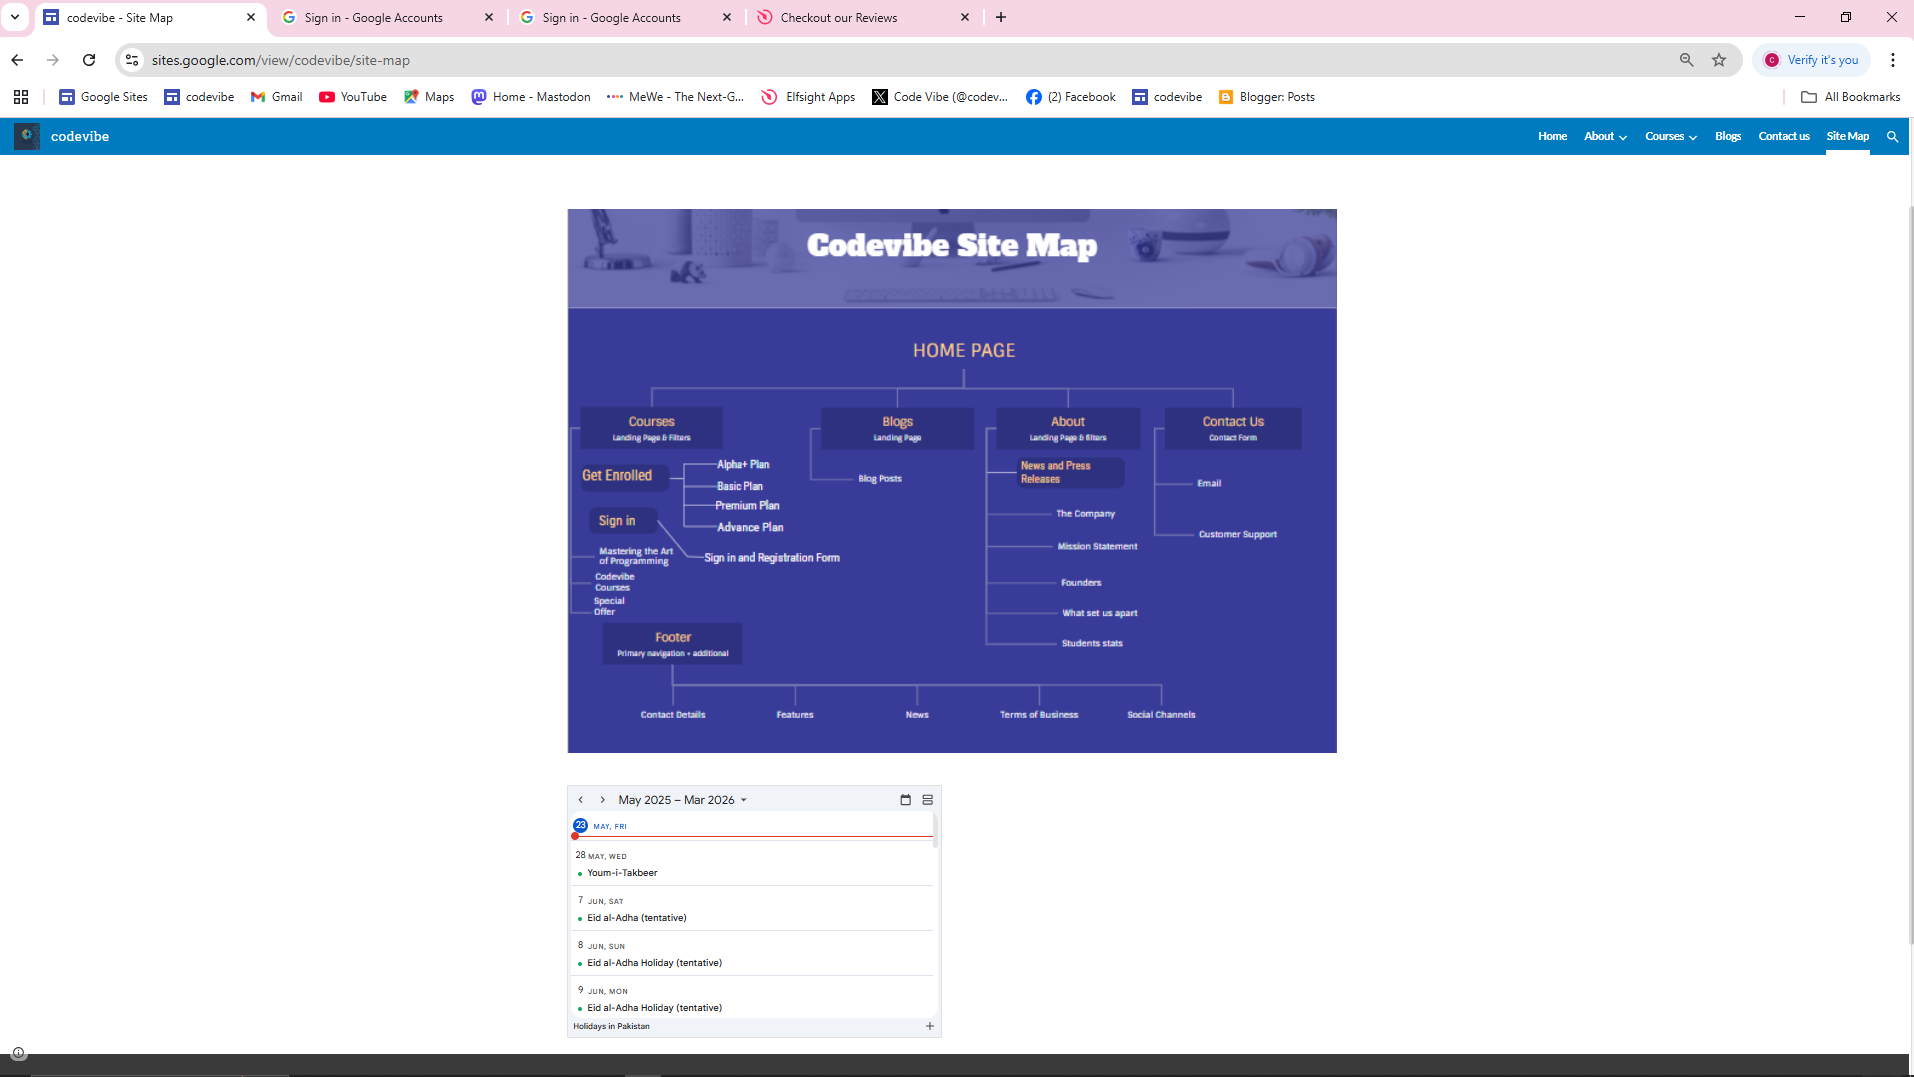 codevibe - Site Map
Sign in - Google Accounts
Sign in - Google Accounts
Checkout our Reviews
sites.google.com/view/codevibe/site-map
C
Verify it's you
Google Sites
codevibe
Gmail
YouTube
Maps
Home - Mastodon
MeWe - The Next-G...
Elfsight Apps
Code Vibe (@codev...
(2) Facebook
codevibe
Blogger: Posts
All Bookmarks
codevibe
Home
About
Courses
Blogs
Contact us
Site Map
Codevibe Site Map
HOME PAGE
Courses
Landing Page & Filters
Blogs
Landing Page
About
Landing Page & filters
Contact Us
Contact Form
Get Enrolled
Alpha+ Plan
Basic Plan
Premium Plan
Advance Plan
Sign in
Sign in and Registration Form
Mastering the Art
of Programming
Codevibe
Courses
Special
Offer
Blog Posts
News and Press
Releases
The Company
Mission Statement
Founders
What set us apart
Students stats
Email
Customer Support
Footer
Primary navigation + additional
Contact Details
Features
News
Terms of Business
Social Channels
May 2025 – Mar 2026
23 MAY, FRI
28 MAY, WED
Youm-i-Takbeer
7 JUN, SAT
Eid al-Adha (tentative)
8 JUN, SUN
Eid al-Adha Holiday (tentative)
9 JUN, MON
Eid al-Adha Holiday (tentative)
Holidays in Pakistan